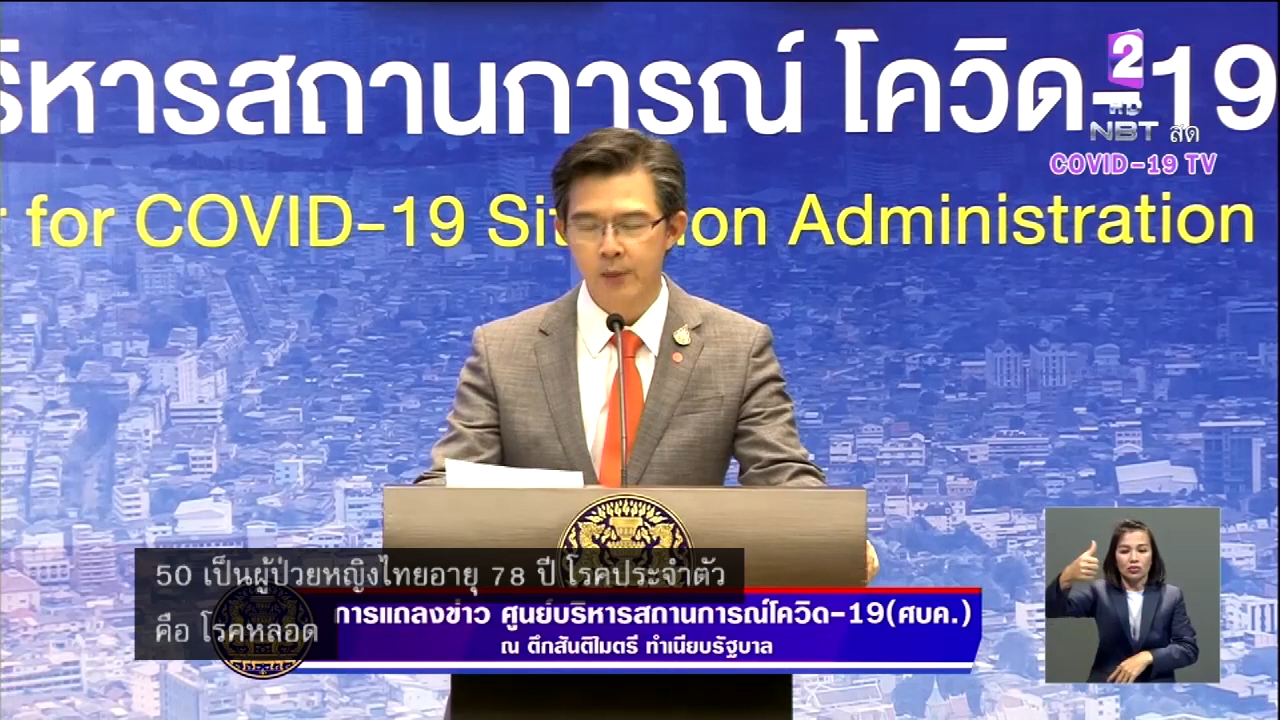 ริหารสถานการณ์ โควิด-19
r for COVID-19 Sit ion Administration
2
HD
NBT สด
COVID-19 TV
50 เป็นผู้ป่วยหญิงไทยอายุ 78 ปี โรคประจำตัว
คือ โรคหลอด
การแถลงข่าว ศูนย์บริหารสถานการณ์โควิด-19(ศบค.)
ณ ตึกสันติไมตรี ทำเนียบรัฐบาล